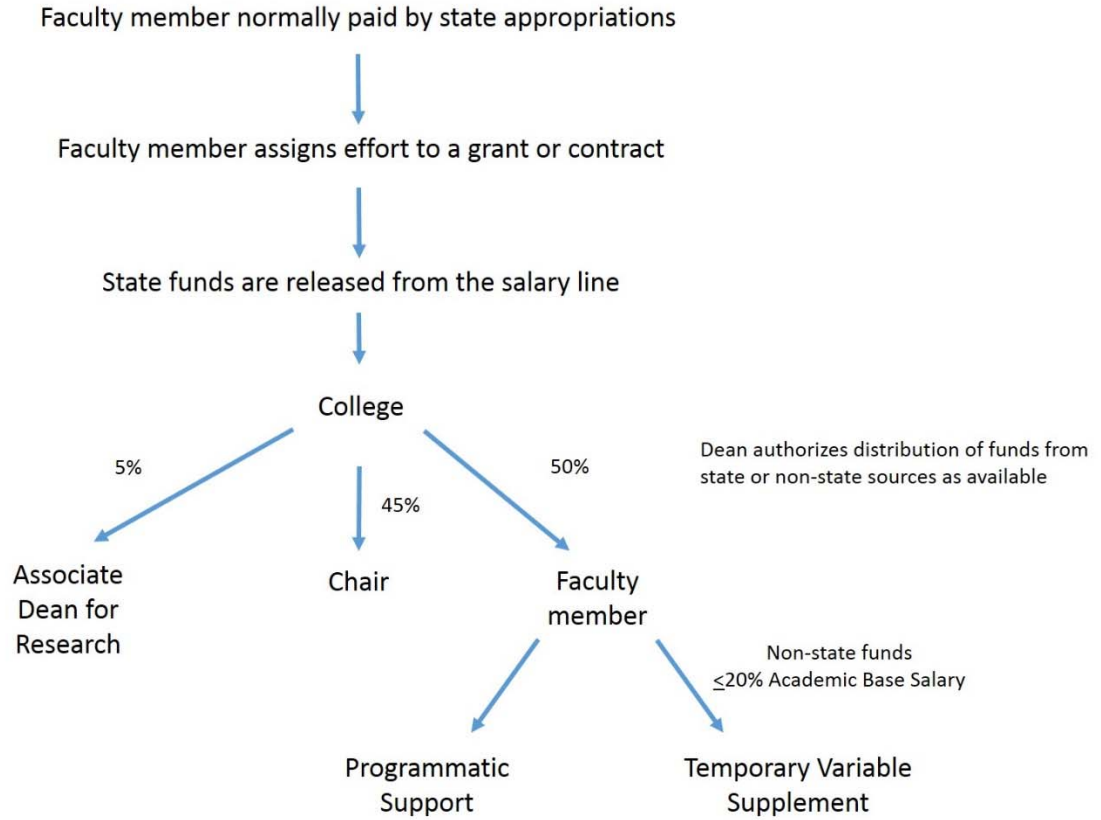 Faculty member normally paid by state appropriations
Faculty member assigns effort to a grant or contract
State funds are released from the salary line
College
5%
45%
50%
Dean authorizes distribution of funds from
state or non-state sources as available
Associate
Dean for
Research
Chair
Faculty
member
Non-state funds
≤20% Academic Base Salary
Programmatic
Support
Temporary Variable
Supplement